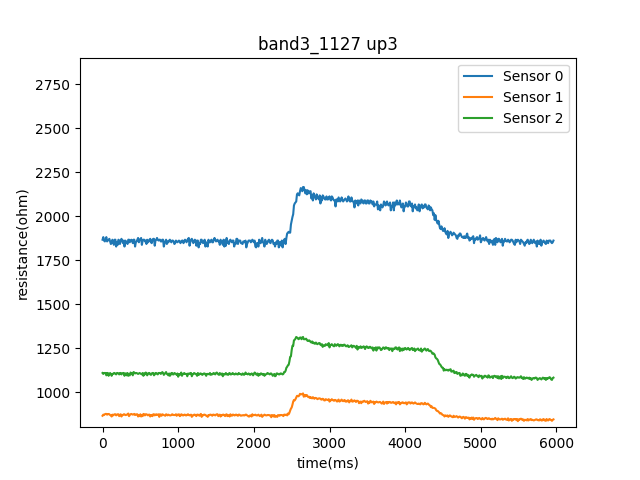 band3_1127 up3
Sensor 0
Sensor 1
Sensor 2
resistance(ohm)
2750
2500
2250
2000
1750
1500
1250
1000
0 1000 2000 3000 4000 5000 6000
time(ms)